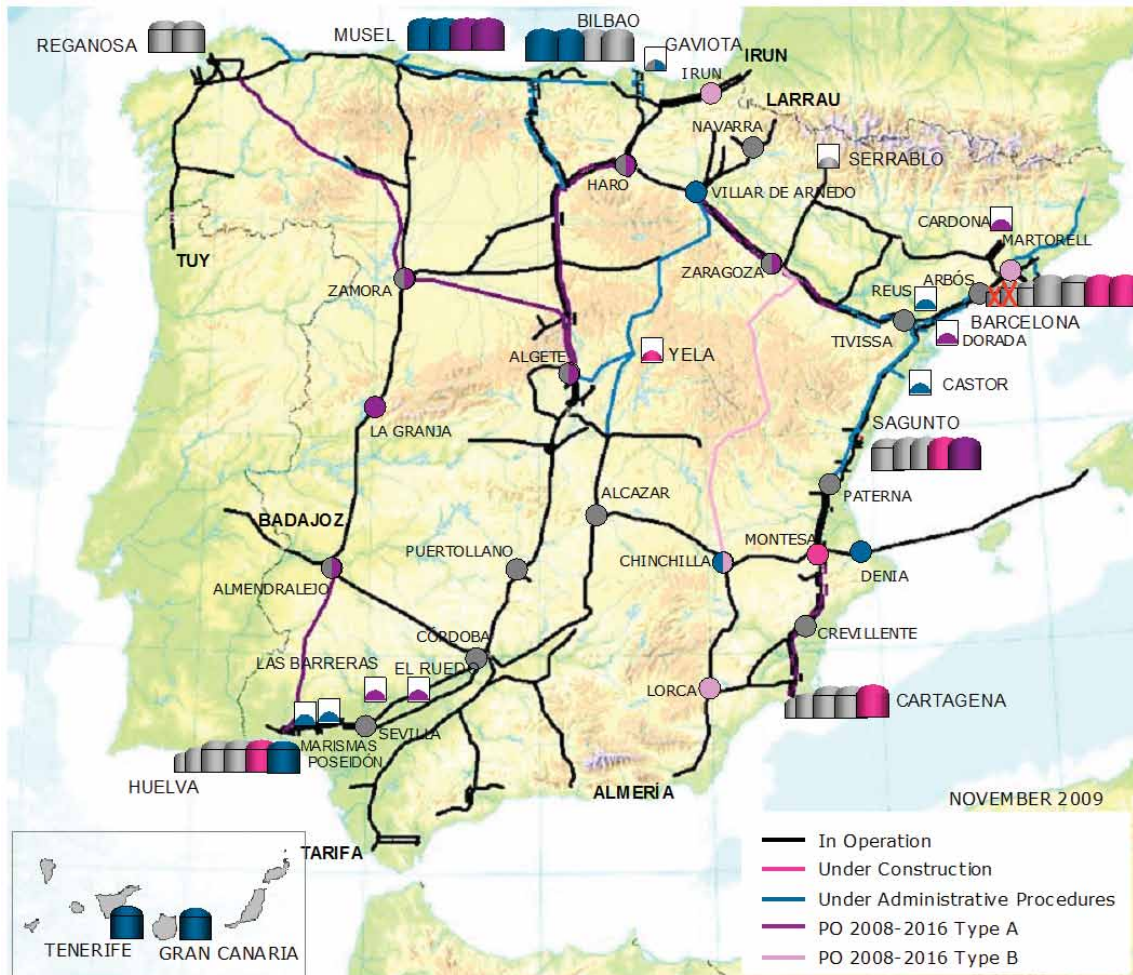 BILBAO
MUSEL
REGANOSA
GAVIOTA
IRUN
IRUN
LARRAU
NAVARRA
SERRABLO
HARO
VILLAR DE ARNEDO
CARDONA
MARTORELL
TUY
ZAMORA
ZARAGOZA
REUS
ARBÓS
BARCELONA
TIVISSA
DORADA
ALGETE
YELA
CASTOR
LA GRANJA
SAGUNTO
ALCAZAR
PATERNA
BADAJOZ
PUERTOLLANO
MONTESA
CHINCHILLA
DENIA
ALMENDRALEJO
CÓRDOBA
CREVILLENTE
LAS BARRERAS
EL RUEDO
LORCA
CARTAGENA
MARISMAS
POSEIDÓN
SEVILLA
HUELVA
ALMERÍA
NOVEMBER 2009
TARIFA
In Operation
Under Construction
Under Administrative Procedures
PO 2008-2016 Type A
PO 2008-2016 Type B
TENERIFE
GRAN CANARIA